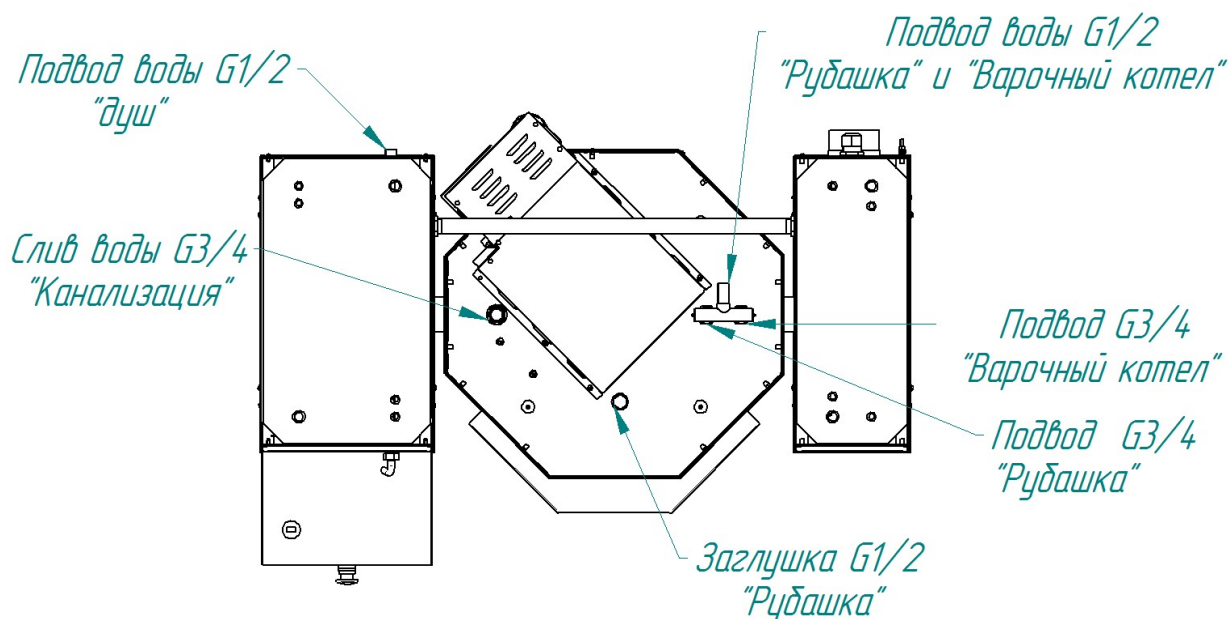 Подвод воды G1/2
"душ"
Подвод воды G1/2
"Рубашка" и "Варочный котел"
Слив воды G3/4
"Канализация"
Подвод G3/4
"Варочный котел"
Подвод G3/4
"Рубашка"
Заглушка G1/2
"Рубашка"